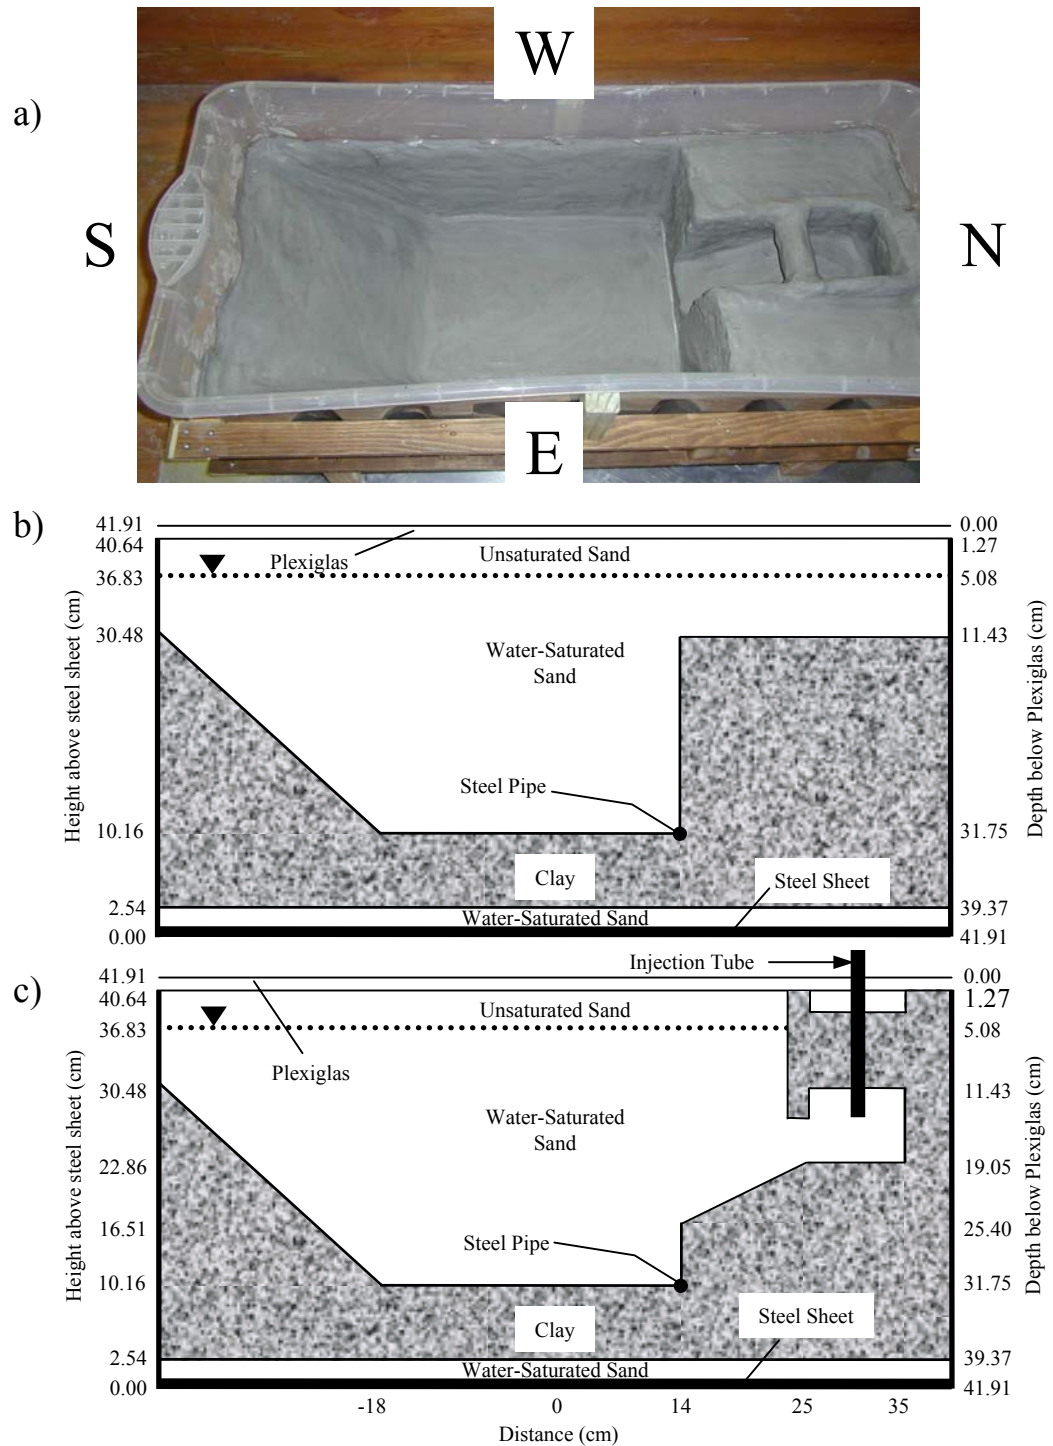 a)
W
S
N
E
b)
41.91
40.64
36.83
30.48
10.16
2.54
0.00
Height above steel sheet (cm)
Plexiglas
Unsaturated Sand
Water-Saturated
Sand
Steel Pipe
Clay
Steel Sheet
Water-Saturated Sand
0.00
1.27
5.08
11.43
31.75
39.37
41.91
Depth below Plexiglas (cm)
c)
41.91
40.64
36.83
30.48
22.86
16.51
10.16
2.54
0.00
Height above steel sheet (cm)
Injection Tube
Unsaturated Sand
Plexiglas
Water-Saturated
Sand
Steel Pipe
Clay
Steel Sheet
Water-Saturated Sand
0.00
1.27
5.08
11.43
19.05
25.40
31.75
39.37
41.91
Depth below Plexiglas (cm)
-18 0 14 25 35
Distance (cm)